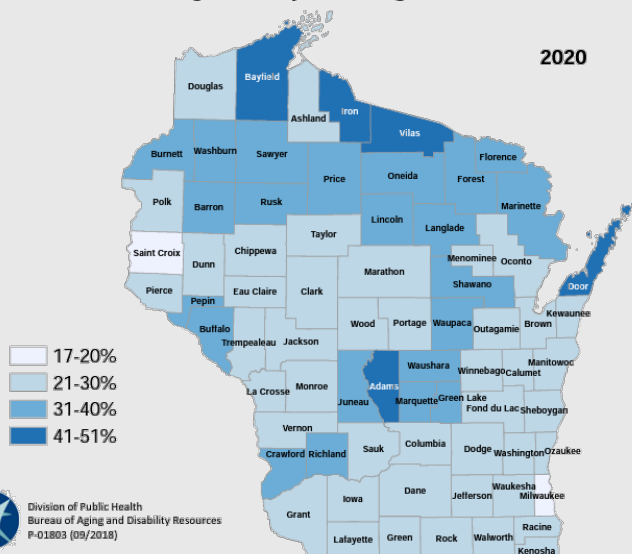 2020
Douglas
Bayfield
Ashland
Iron
Vilas
Burnett
Washburn
Sawyer
Price
Oneida
Forest
Florence
Polk
Barron
Rusk
Lincoln
Langlade
Marinette
Saint Croix
Dunn
Chippewa
Taylor
Marathon
Menominee
Oconto
Pierce
Pepin
Eau Claire
Clark
Shawano
Door
Buffalo
Trempealeau
Jackson
Wood
Portage
Waupaca
Outagamie
Brown
Kewaunee
17-20%
21-30%
31-40%
41-51%
La Crosse
Monroe
Juneau
Adams
Waushara
Marquette
Green Lake
Winnebago
Calumet
Manitowoc
Fond du Lac
Sheboygan
Vernon
Crawford
Richland
Sauk
Columbia
Dodge
Washington
Ozaukee
Grant
Iowa
Dane
Jefferson
Waukesha
Milwaukee
Lafayette
Green
Rock
Walworth
Racine
Kenosha
Division of Public Health
Bureau of Aging and Disability Resources
P-01803 (09/2018)